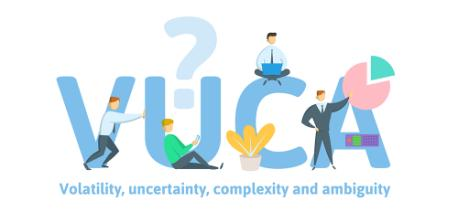 ?
VUCA
Volatility, uncertainty, complexity and ambiguity